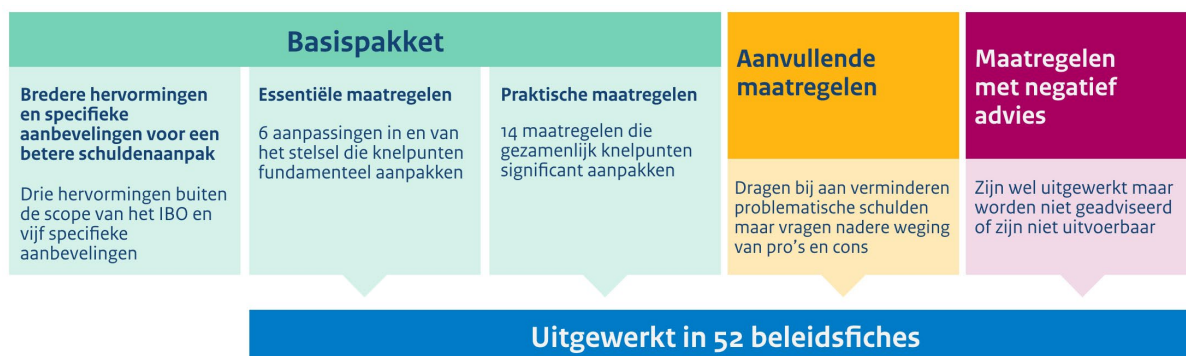 Basispakket
Bredere hervormingen
en specifieke
aanbevelingen voor een
betere schuldenaanpak
Drie hervormingen buiten
de scope van het IBO en
vijf specifieke
aanbevelingen
Essentiële maatregelen
6 aanpassingen in en van
het stelsel die knelpunten
fundamenteel aanpakken
Praktische maatregelen
14 maatregelen die
gezamenlijk knelpunten
significant aanpakken
Aanvullende
maatregelen
Dragen bij aan verminderen
problematische schulden
maar vragen nadere weging
van pro’s en cons
Maatregelen
met negatief
advies
Zijn wel uitgewerkt maar
worden niet geadviseerd
of zijn niet uitvoerbaar
Uitgewerkt in 52 beleidsfiches